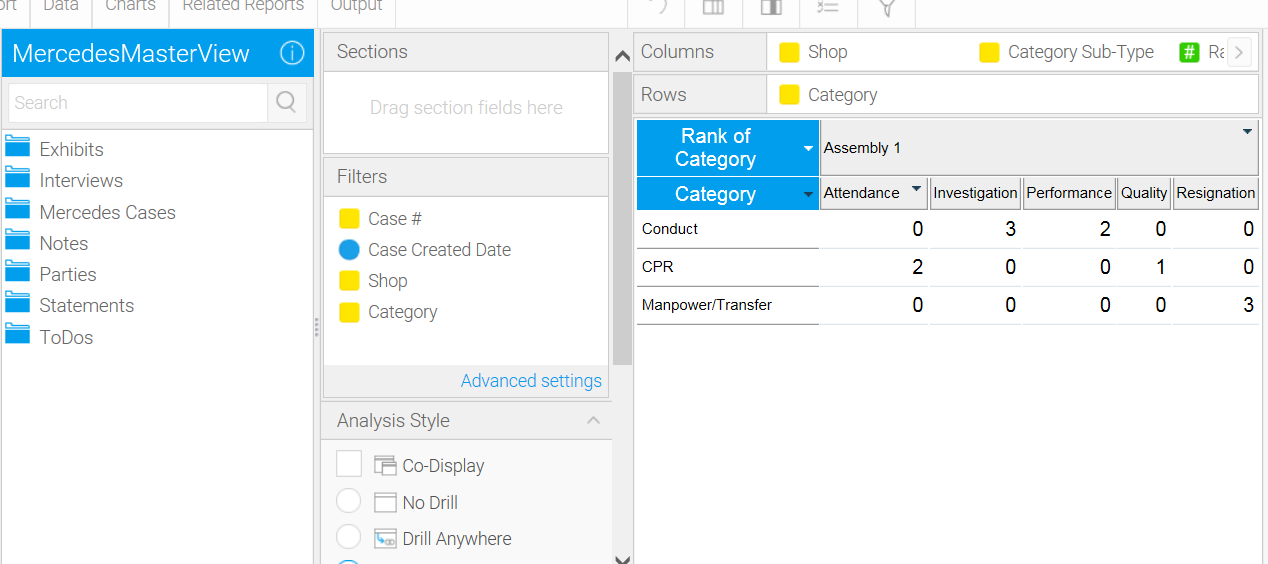 Data Charts Related Reports Output
MercedesMasterView
Search
Exhibits
Interviews
Mercedes Cases
Notes
Parties
Statements
ToDos
Sections
Drag section fields here
Filters
Case #
Case Created Date
Shop
Category
Advanced settings
Analysis Style
Co-Display
No Drill
Drill Anywhere
Columns Shop Category Sub-Type #
Rows Category
Rank of
Category
Assembly 1
Category Attendance Investigation Performance Quality Resignation
Conduct 0 3 2 0 0
CPR 2 0 0 1 0
Manpower/Transfer 0 0 0 0 3